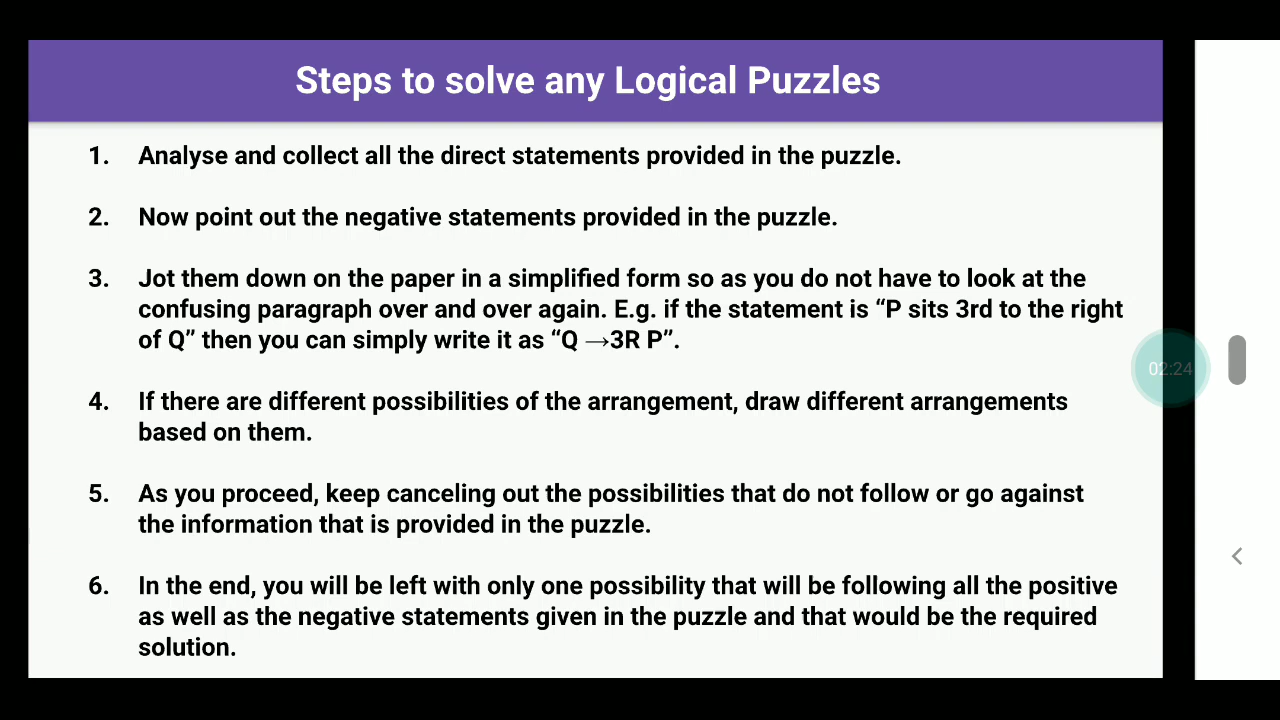 Steps to solve any Logical Puzzles
1. Analyse and collect all the direct statements provided in the puzzle.
2. Now point out the negative statements provided in the puzzle.
3. Jot them down on the paper in a simplified form so as you do not have to look at the
confusing paragraph over and over again. E.g. if the statement is “P sits 3rd to the right
of Q” then you can simply write it as “Q →3R P”.
02:24
4. If there are different possibilities of the arrangement, draw different arrangements
based on them.
5. As you proceed, keep canceling out the possibilities that do not follow or go against
the information that is provided in the puzzle.
6. In the end, you will be left with only one possibility that will be following all the positive
as well as the negative statements given in the puzzle and that would be the required
solution.